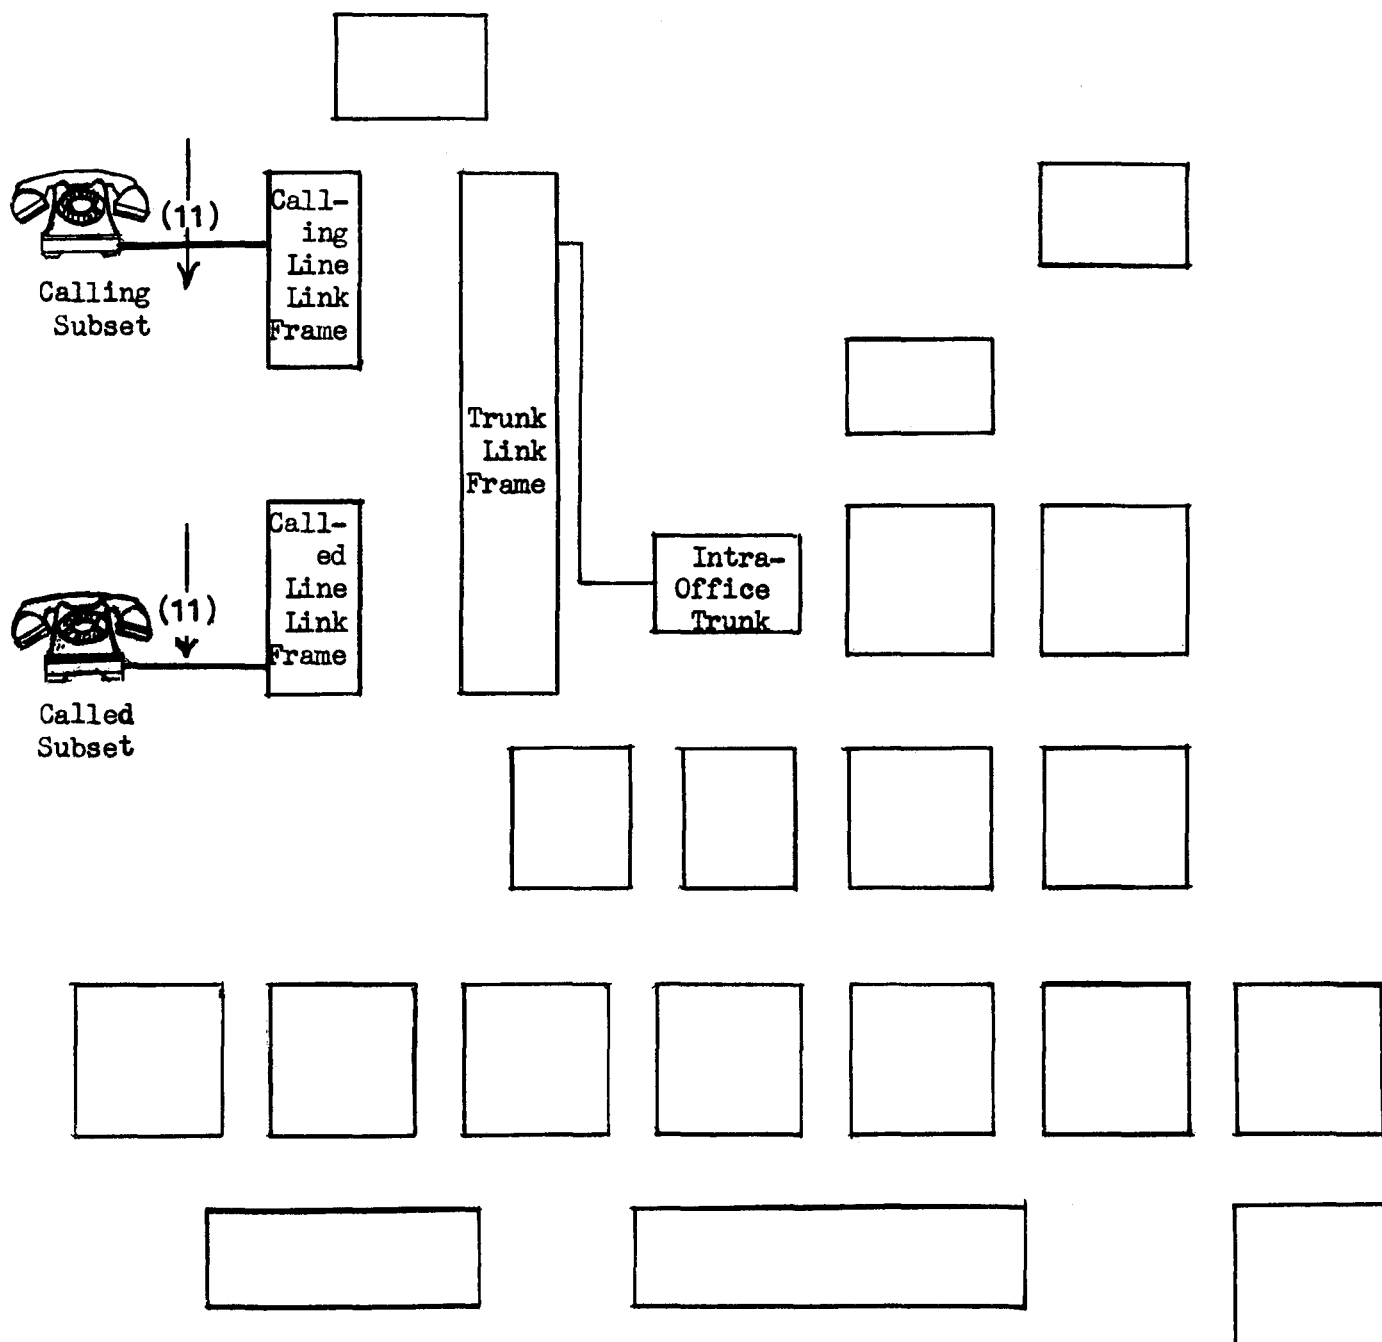 (11)
Calling
Subset
Call-
ing
Line
Link
Frame
Trunk
Link
Frame
Call-
ed
Line
Link
Frame
Intra-
Office
Trunk
(11)
Called
Subset